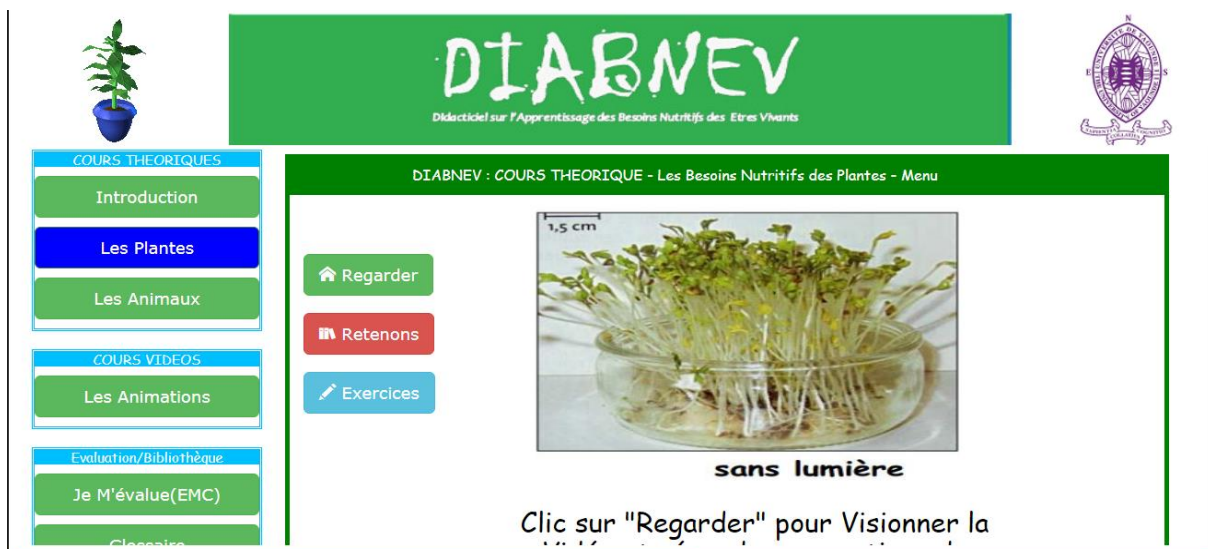 DIABNEV
Didacticiel sur l'Apprentissage des Besoins Nutritifs des Etres Vivants
N
E
S
COURS THEORIQUES
Introduction
Les Plantes
Les Animaux
COURS VIDEOS
Les Animations
Evaluation/Bibliothèque
Je M'évalue(EMC)
Glossaire
DIABNEV : COURS THEORIQUE - Les Besoins Nutritifs des Plantes - Menu
Regarder
Retenons
Exercices
1,5 cm
sans lumière
Clic sur "Regarder" pour Visionner la